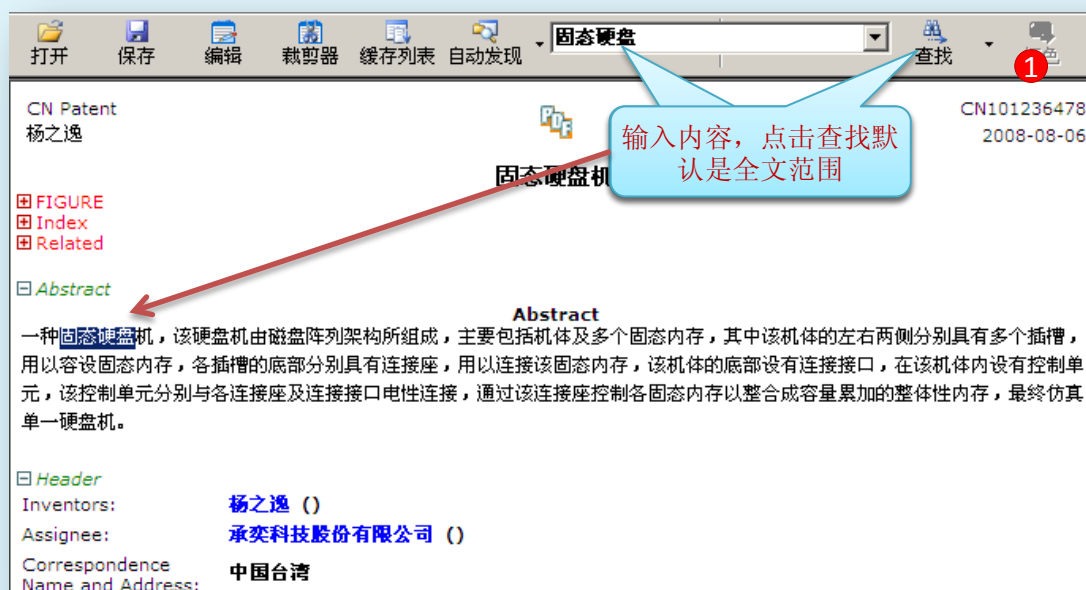 打开 保存 编辑 裁剪器 缓存列表 自动发现 固态硬盘 查找 色
1
CN Patent CN101236478
杨之逸 2008-08-06
输入内容，点击查找默
认是全文范围
固态硬盘机
FIGURE
Index
Related
Abstract
Abstract
一种固态硬盘机，该硬盘机由磁盘阵列架构所组成，主要包括机体及多个固态内存，其中该机体的左右两侧分别具有多个插槽，
用以容设固态内存，各插槽的底部分别具有连接座，用以连接该固态内存，该机体的底部设有连接接口，在该机体内设有控制单
元，该控制单元分别与各连接座及连接接口电性连接，通过该连接座控制各固态内存以整合成容量累加的整体性内存，最终仿真
单一硬盘机。
Header
Inventors: 杨之逸 ()
Assignee: 承奕科技股份有限公司 ()
Correspondence
Name and Address: 中国台湾